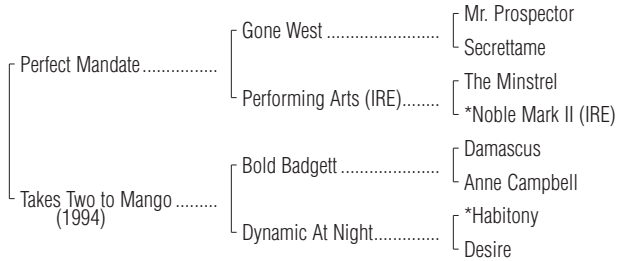 Mr. Prospector
Gone West ........................
Secrettame
Perfect Mandate................
The Minstrel
Performing Arts (IRE)........
*Noble Mark II (IRE)
Damascus
Bold Badgett .....................
Anne Campbell
Takes Two to Mango .........
(1994)
*Habitony
Dynamic At Night..............
Desire